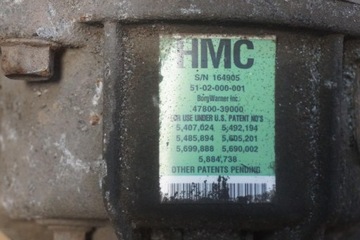 HMC
S/N 164905
51-02-000-001
BorgWarner Inc.
47800-39000
FOR USE UNDER U.S. PATENT NO'S
5,407,024 5,492,194
5,485,894 5,605,201
5,699,888 5,690,002
5,884,738
OTHER PATENTS PENDING